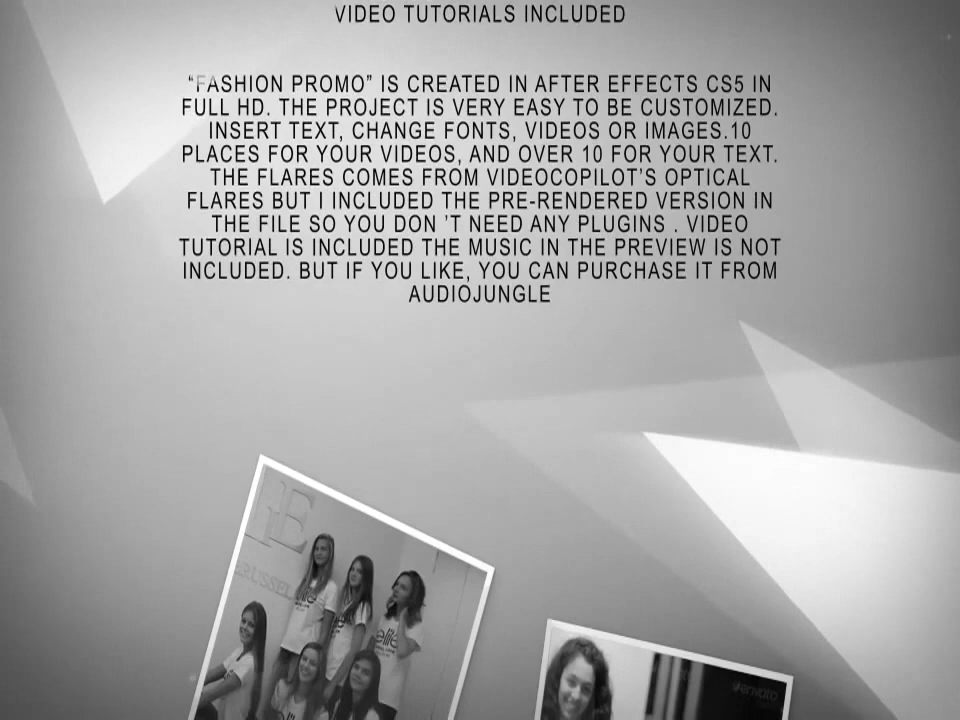 VIDEO TUTORIALS INCLUDED
“FASHION PROMO” IS CREATED IN AFTER EFFECTS CS5 IN
FULL HD. THE PROJECT IS VERY EASY TO BE CUSTOMIZED.
INSERT TEXT, CHANGE FONTS, VIDEOS OR IMAGES.10
PLACES FOR YOUR VIDEOS, AND OVER 10 FOR YOUR TEXT.
THE FLARES COMES FROM VIDEOCOPILOT’S OPTICAL
FLARES BUT I INCLUDED THE PRE-RENDERED VERSION IN
THE FILE SO YOU DON ’T NEED ANY PLUGINS . VIDEO
TUTORIAL IS INCLUDED THE MUSIC IN THE PREVIEW IS NOT
INCLUDED. BUT IF YOU LIKE, YOU CAN PURCHASE IT FROM
AUDIOJUNGLE
elite
elite
envato